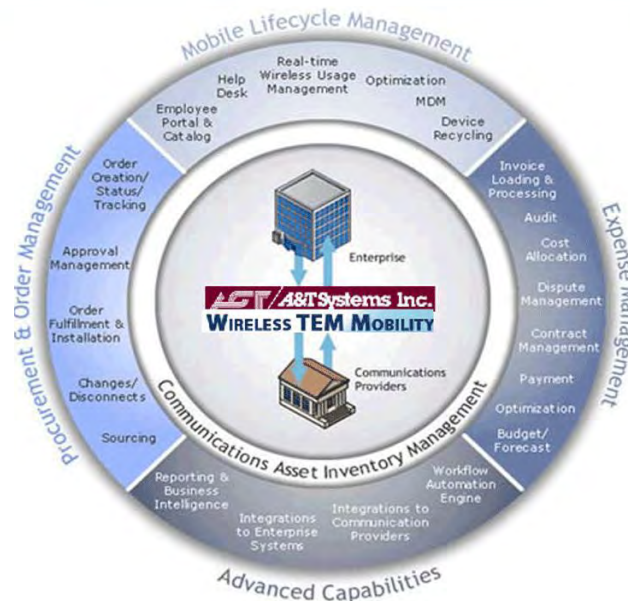 Mobile Lifecycle Management
Employee
Portal & Catalog
Help
Desk
Real-time
Wireless Usage
Management
Optimization
MDM
Device
Recycling
Expense Management
Invoice
Loading &
Processing
Audit
Cost
Allocation
Dispute
Management
Contract
Management
Payment
Optimization
Budget/
Forecast
Advanced Capabilities
Workflow
Automation
Engine
Integrations to
Communication
Providers
Integrations
to Enterprise
Systems
Reporting &
Business
Intelligence
Procurement & Order Management
Order
Creation/
Status/
Tracking
Approval
Management
Order
Fulfillment &
Installation
Changes/
Disconnects
Sourcing
Communications Asset Inventory Management
Enterprise
A&T Systems Inc.
WIRELESS TEM MOBILITY
Communications
Providers